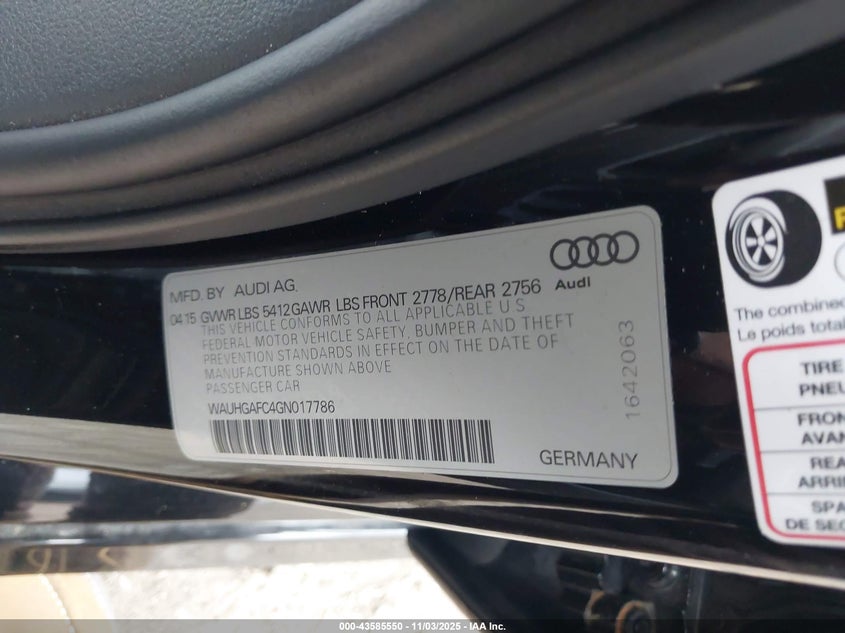 MFD. BY AUDI AG.
04 15 GVWR LBS 5412 GAWR LBS FRONT 2778/REAR 2756
THIS VEHICLE CONFORMS TO ALL APPLICABLE U S
FEDERAL MOTOR VEHICLE SAFETY, BUMPER AND THEFT
PREVENTION STANDARDS IN EFFECT ON THE DATE OF
MANUFACTURE SHOWN ABOVE
PASSENGER CAR
WAUHGAFC4GN017786
Audi
1642063
GERMANY
The combined
Le poids total
TIRE
PNEU
FRON
AVAN
REA
ARRI
SPA
DE SEC
000-43585550 - 11/03/2025 - IAA Inc.